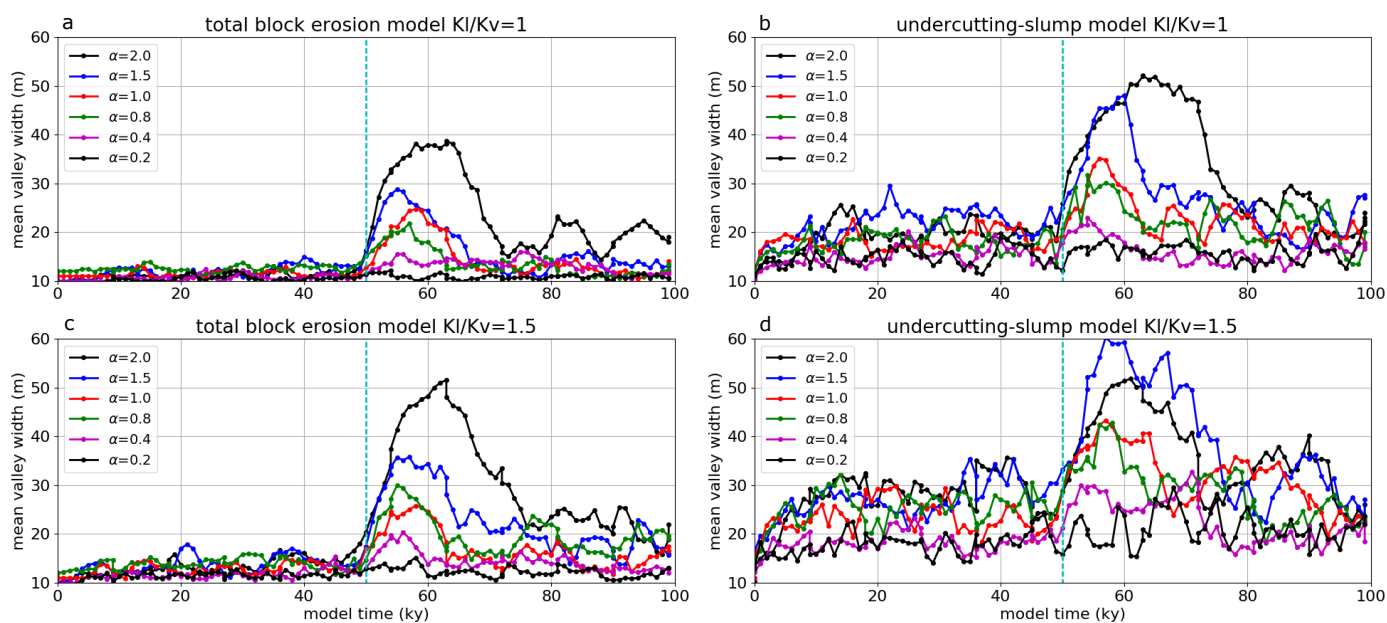 a
total block erosion model Kl/Kv=1
60
50
40
30
20
10
mean valley width (m)
α=2.0
α=1.5
α=1.0
α=0.8
α=0.4
α=0.2
0 20 40 60 80 100
b
undercutting-slump model Kl/Kv=1
60
50
40
30
20
10
mean valley width (m)
α=2.0
α=1.5
α=1.0
α=0.8
α=0.4
α=0.2
0 20 40 60 80 100
c
total block erosion model Kl/Kv=1.5
60
50
40
30
20
10
mean valley width (m)
α=2.0
α=1.5
α=1.0
α=0.8
α=0.4
α=0.2
0 20 40 60 80 100
model time (ky)
d
undercutting-slump model Kl/Kv=1.5
60
50
40
30
20
10
mean valley width (m)
α=2.0
α=1.5
α=1.0
α=0.8
α=0.4
α=0.2
0 20 40 60 80 100
model time (ky)